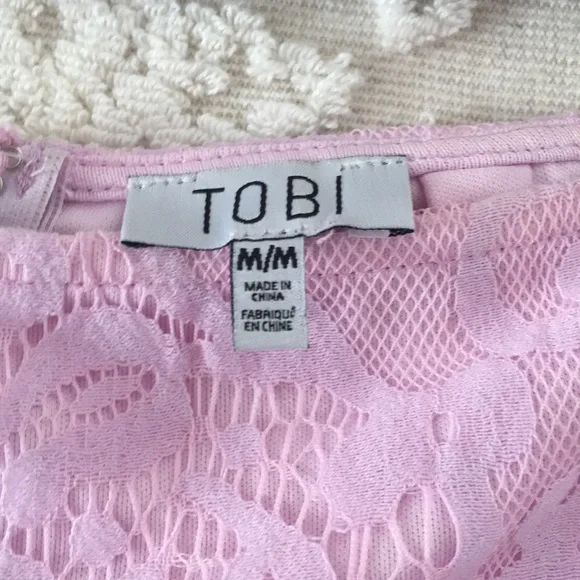 TOBI
M/M
MADE IN
CHINA
FABRIQUÉ
EN CHINE